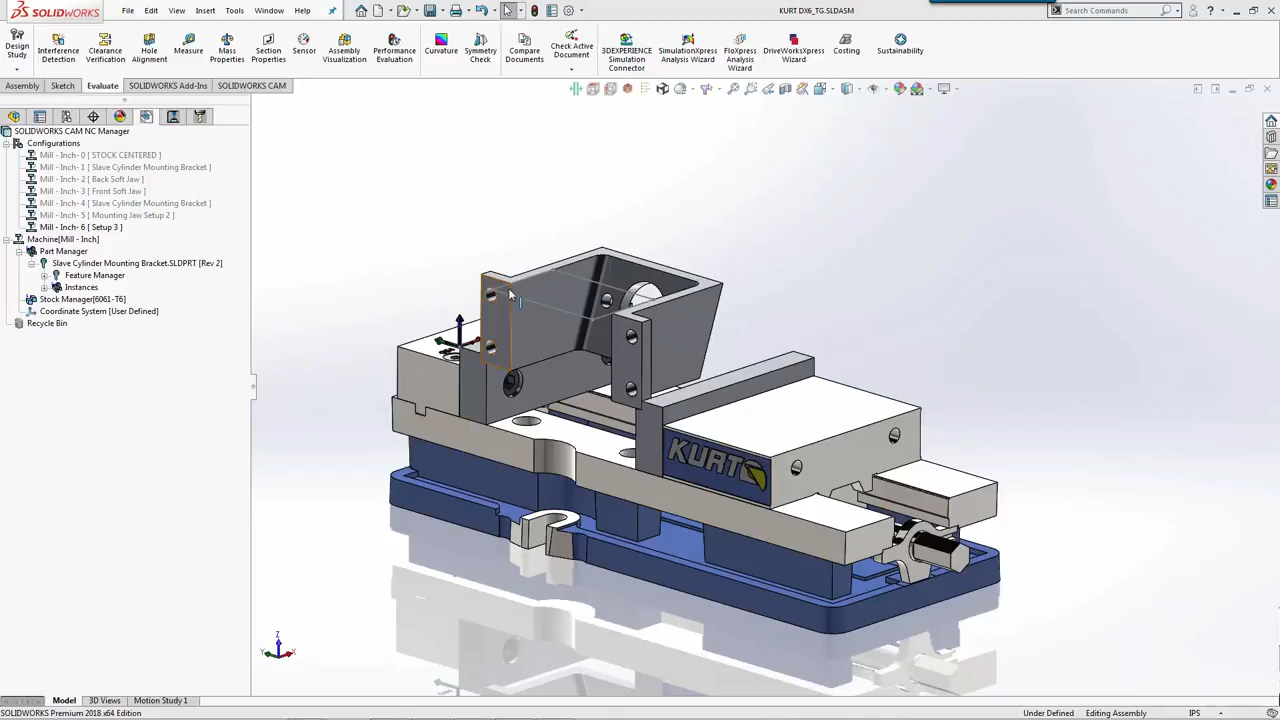 SOLIDWORKS File Edit View Insert Tools Window Help KURT DX6_TG.SLDASM Search Commands
Design Study
Interference Detection
Clearance Verification
Hole Alignment
Measure
Mass Properties
Section Properties
Sensor
Assembly Visualization
Performance Evaluation
Curvature
Symmetry Check
Compare Documents
Check Active Document
3DEXPERIENCE Simulation Connector
SimulationXpress Analysis Wizard
FloXpress Analysis Wizard
DriveWorksXpress Wizard
Costing
Sustainability
Assembly Sketch Evaluate SOLIDWORKS Add-Ins SOLIDWORKS CAM
SOLIDWORKS CAM NC Manager
Configurations
Mill - Inch- 0 [ STOCK CENTERED ]
Mill - Inch- 1 [ Slave Cylinder Mounting Bracket ]
Mill - Inch- 2 [ Back Soft Jaw ]
Mill - Inch- 3 [ Front Soft Jaw ]
Mill - Inch- 4 [ Slave Cylinder Mounting Bracket ]
Mill - Inch- 5 [ Mounting Jaw Setup 2 ]
Mill - Inch- 6 [ Setup 3 ]
Machine[Mill - Inch]
Part Manager
Slave Cylinder Mounting Bracket.SLDPRT [Rev 2]
Feature Manager
Instances
Stock Manager[6061-T6]
Coordinate System [User Defined]
Recycle Bin
KURT
Z
Y X
Model 3D Views Motion Study 1
SOLIDWORKS Premium 2018 x64 Edition Under Defined Editing Assembly IPS